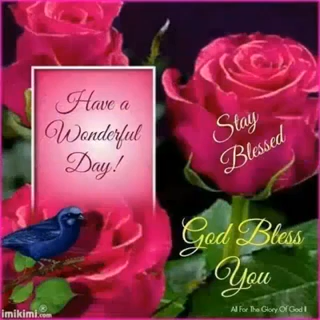 Have a
Wonderful
Day!
Stay
Blessed
God Bless
You
All For The Glory Of God !!
imikimi.com